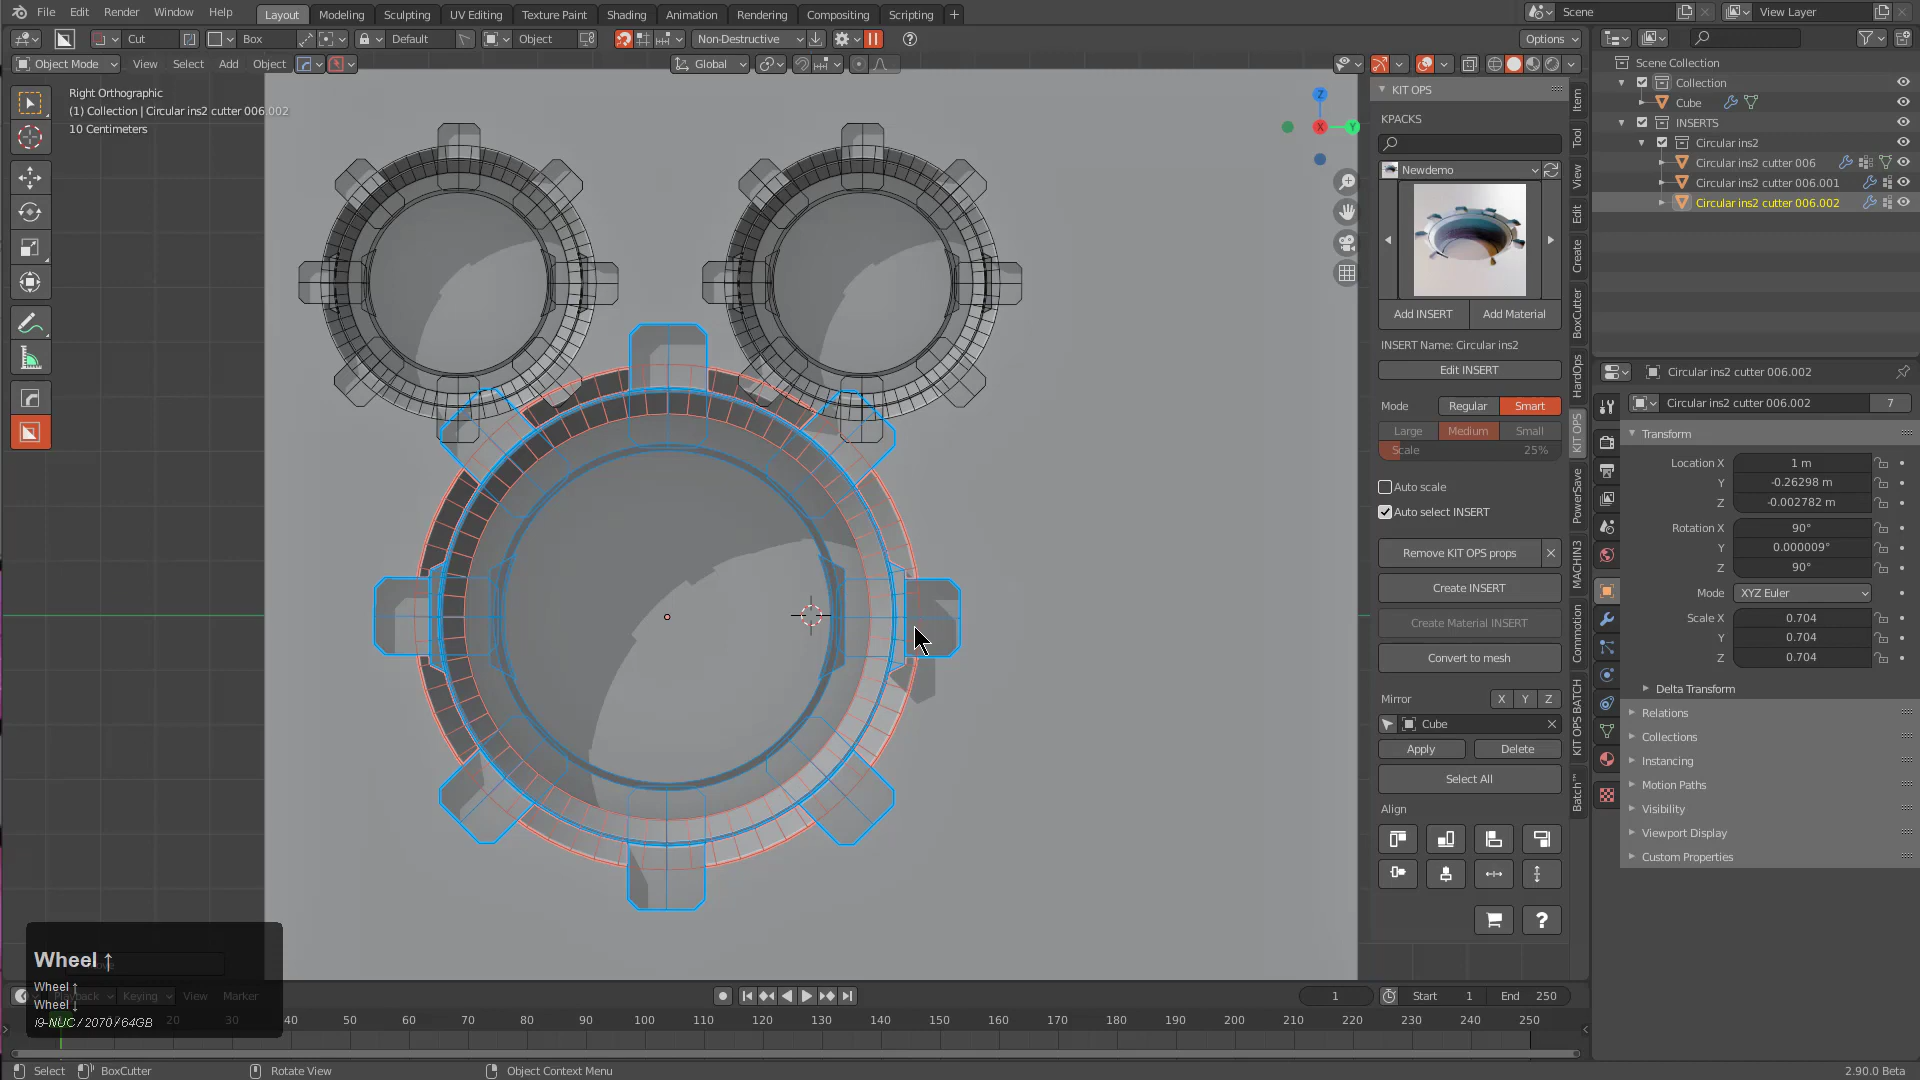 File Edit Render Window Help Layout Modeling Sculpting UV Editing Texture Paint Shading Animation Rendering Compositing Scripting + Scene View Layer
Cut Box Default Object Non-Destructive Options
Object Mode View Select Add Object Global
Right Orthographic
(1) Collection | Circular ins2 cutter 006.002
10 Centimeters
Z
X
Y
KIT OPS
KPACKS
Newdemo
Add INSERT Add Material
INSERT Name: Circular ins2
Edit INSERT
Mode Regular Smart
Large Medium Small
Scale 25%
Auto scale
Auto select INSERT
Remove KIT OPS props
Create INSERT
Create Material INSERT
Convert to mesh
Mirror X Y Z
Cube
Apply Delete
Select All
Align
?
Item
Tool
View
Edit
Create
BoxCutter
HardOps
KIT OPS
PowerSave
MACHIN3
Commotion
KIT OPS BATCH
Batch™
Scene Collection
Collection
Cube
INSERTS
Circular ins2
Circular ins2 cutter 006
Circular ins2 cutter 006.001
Circular ins2 cutter 006.002
Circular ins2 cutter 006.002
Circular ins2 cutter 006.002 7
Transform
Location X 1 m
Y -0.26298 m
Z -0.002782 m
Rotation X 90°
Y 0.000009°
Z 90°
Mode XYZ Euler
Scale X 0.704
Y 0.704
Z 0.704
Delta Transform
Relations
Collections
Instancing
Motion Paths
Visibility
Viewport Display
Custom Properties
Wheel ↑
Wheel ↑
Wheel ↓
i9-NUC / 2070 / 64GB
Playback Keying View Marker 1 Start 1 End 250
20 30 40 50 60 70 80 90 100 110 120 130 140 150 160 170 180 190 200 210 220 230 240 250
Select BoxCutter Rotate View Object Context Menu 2.90.0 Beta